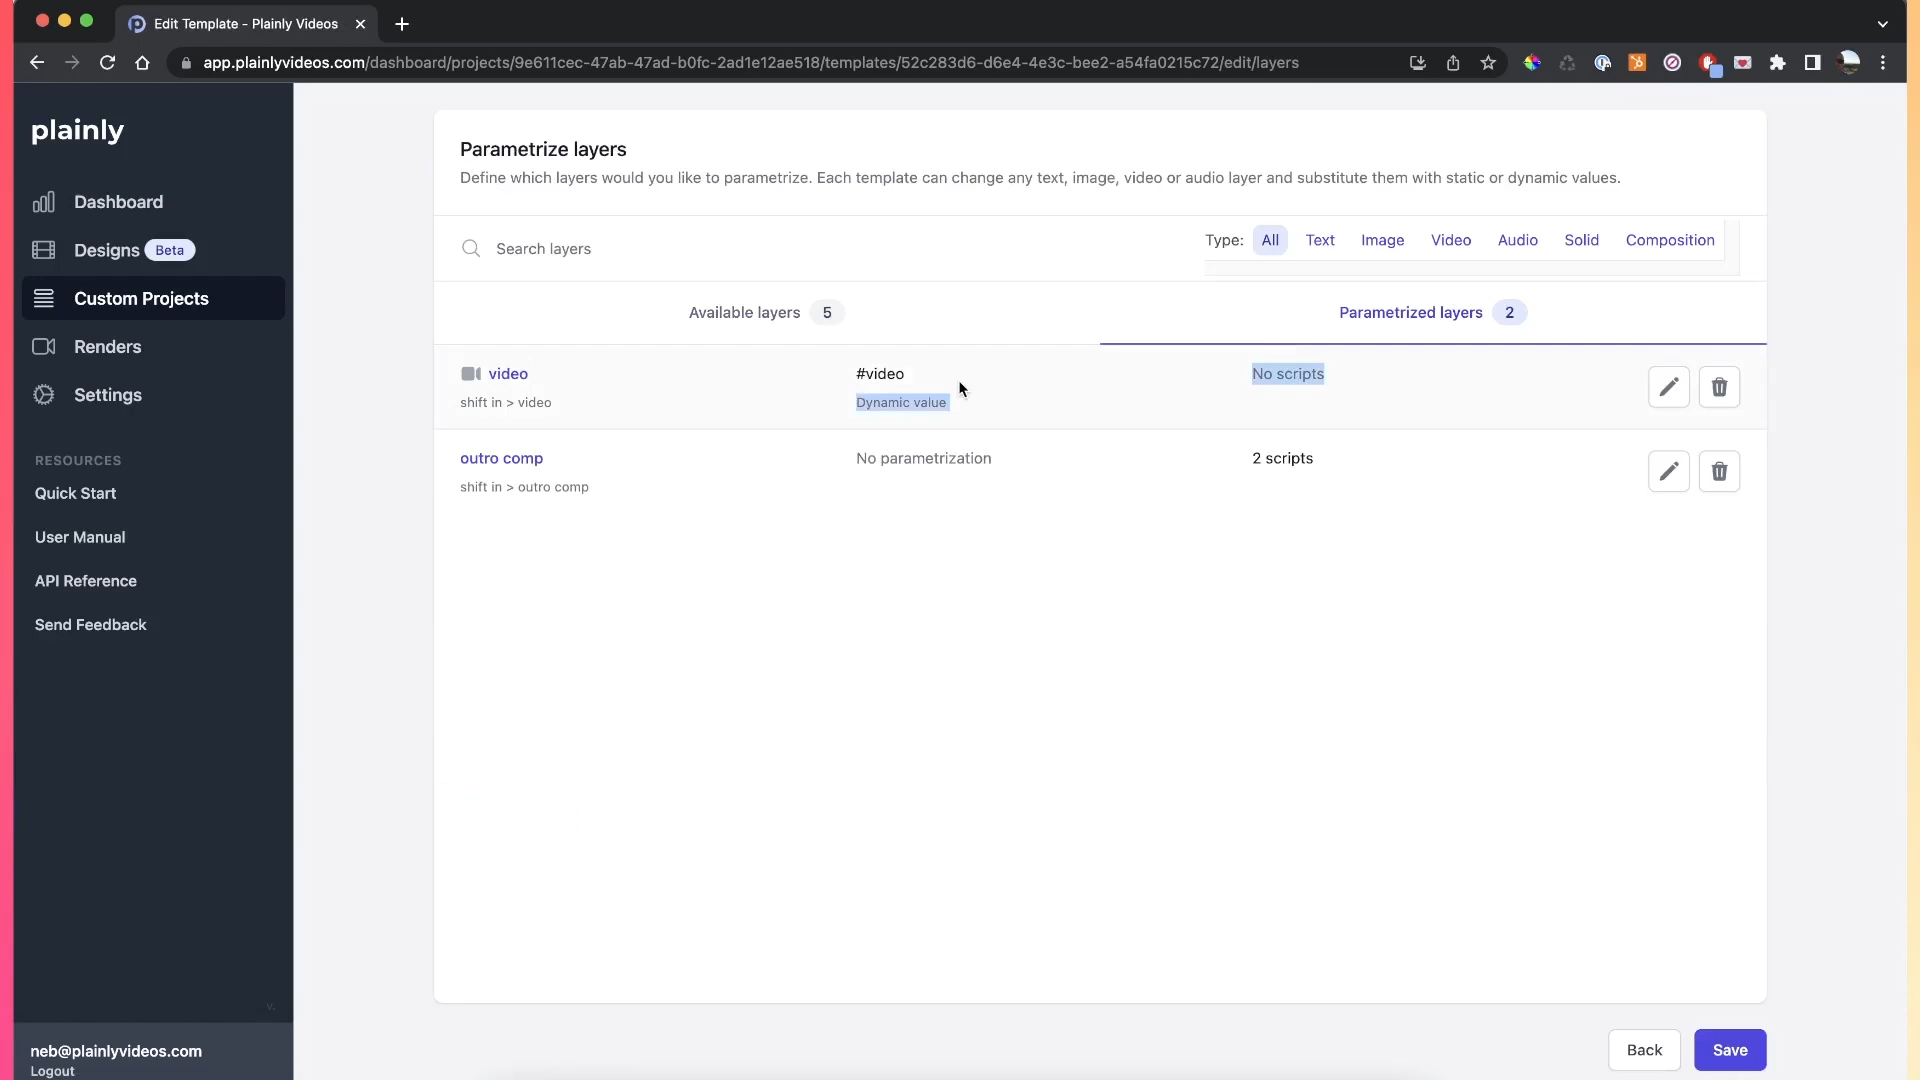 Edit Template - Plainly Videos
app.plainlyvideos.com/dashboard/projects/9e611cec-47ab-47ad-b0fc-2ad1e12ae518/templates/52c283d6-d6e4-4e3c-bee2-a54fa0215c72/edit/layers
plainly
Dashboard
Designs Beta
Custom Projects
Renders
Settings
RESOURCES
Quick Start
User Manual
API Reference
Send Feedback
v.
neb@plainlyvideos.com
Logout
Parametrize layers
Define which layers would you like to parametrize. Each template can change any text, image, video or audio layer and substitute them with static or dynamic values.
Search layers
Type: All Text Image Video Audio Solid Composition
Available layers 5
Parametrized layers 2
video #video No scripts
shift in > video Dynamic value
outro comp No parametrization 2 scripts
shift in > outro comp
Back Save